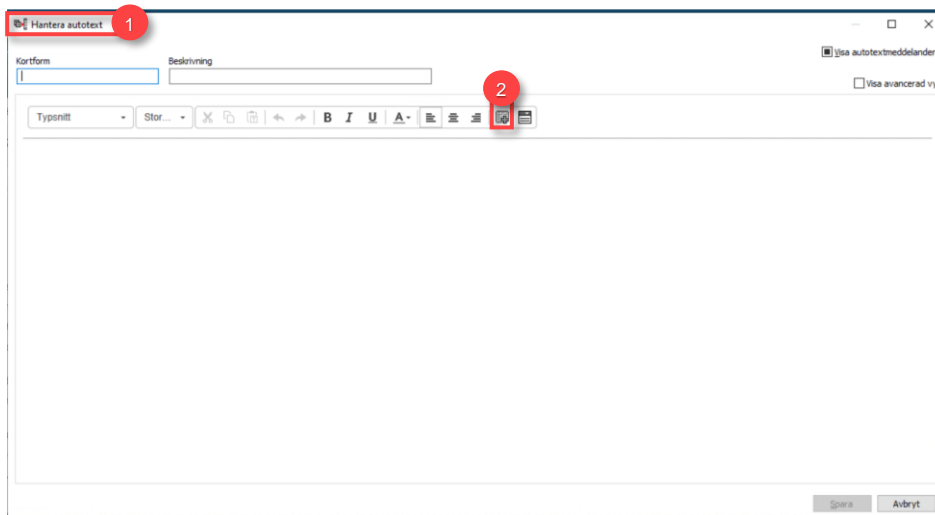 Hantera autotext
1
Visa autotextmeddelanden
Kortform
Beskrivning
Visa avancerad vy
2
Typsnitt
Stor...
B I U A
Spara
Avbryt